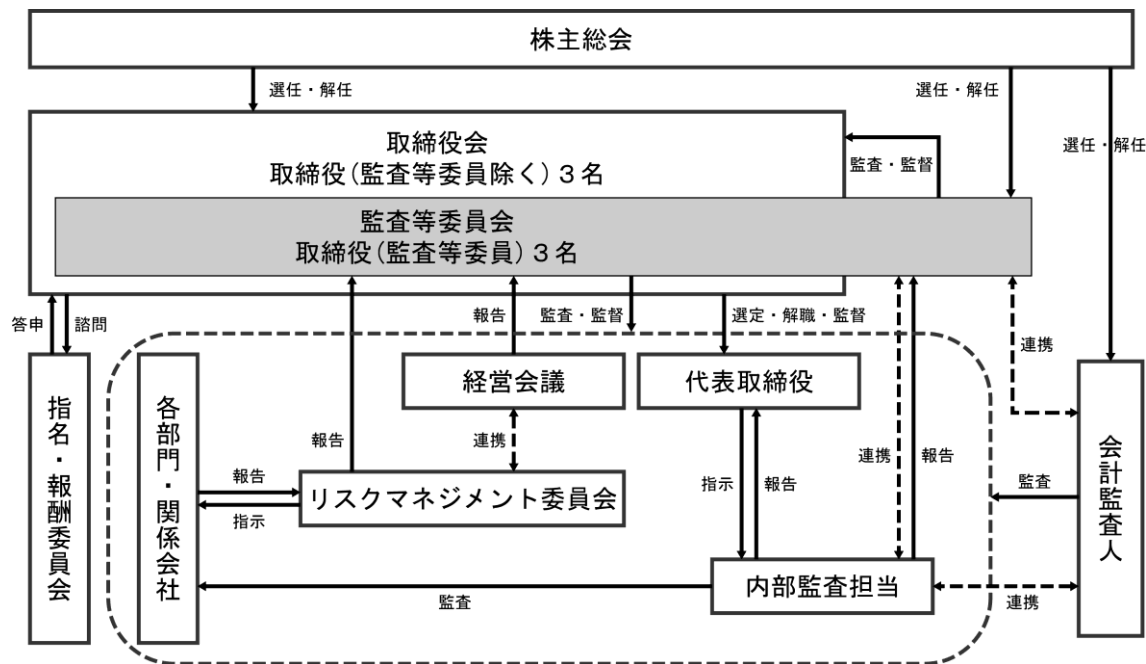 株主総会
選任・解任
選任・解任
選任・解任
取締役会
取締役(監査等委員除く)3名
監査・監督
監査等委員会
取締役(監査等委員)3名
答申
諮問
報告
監査・監督
選定・解職・監督
連携
指名・報酬委員会
各部門・関係会社
経営会議
代表取締役
会計監査人
報告
連携
連携
報告
報告
指示
リスクマネジメント委員会
指示
報告
監査
内部監査担当
監査
連携